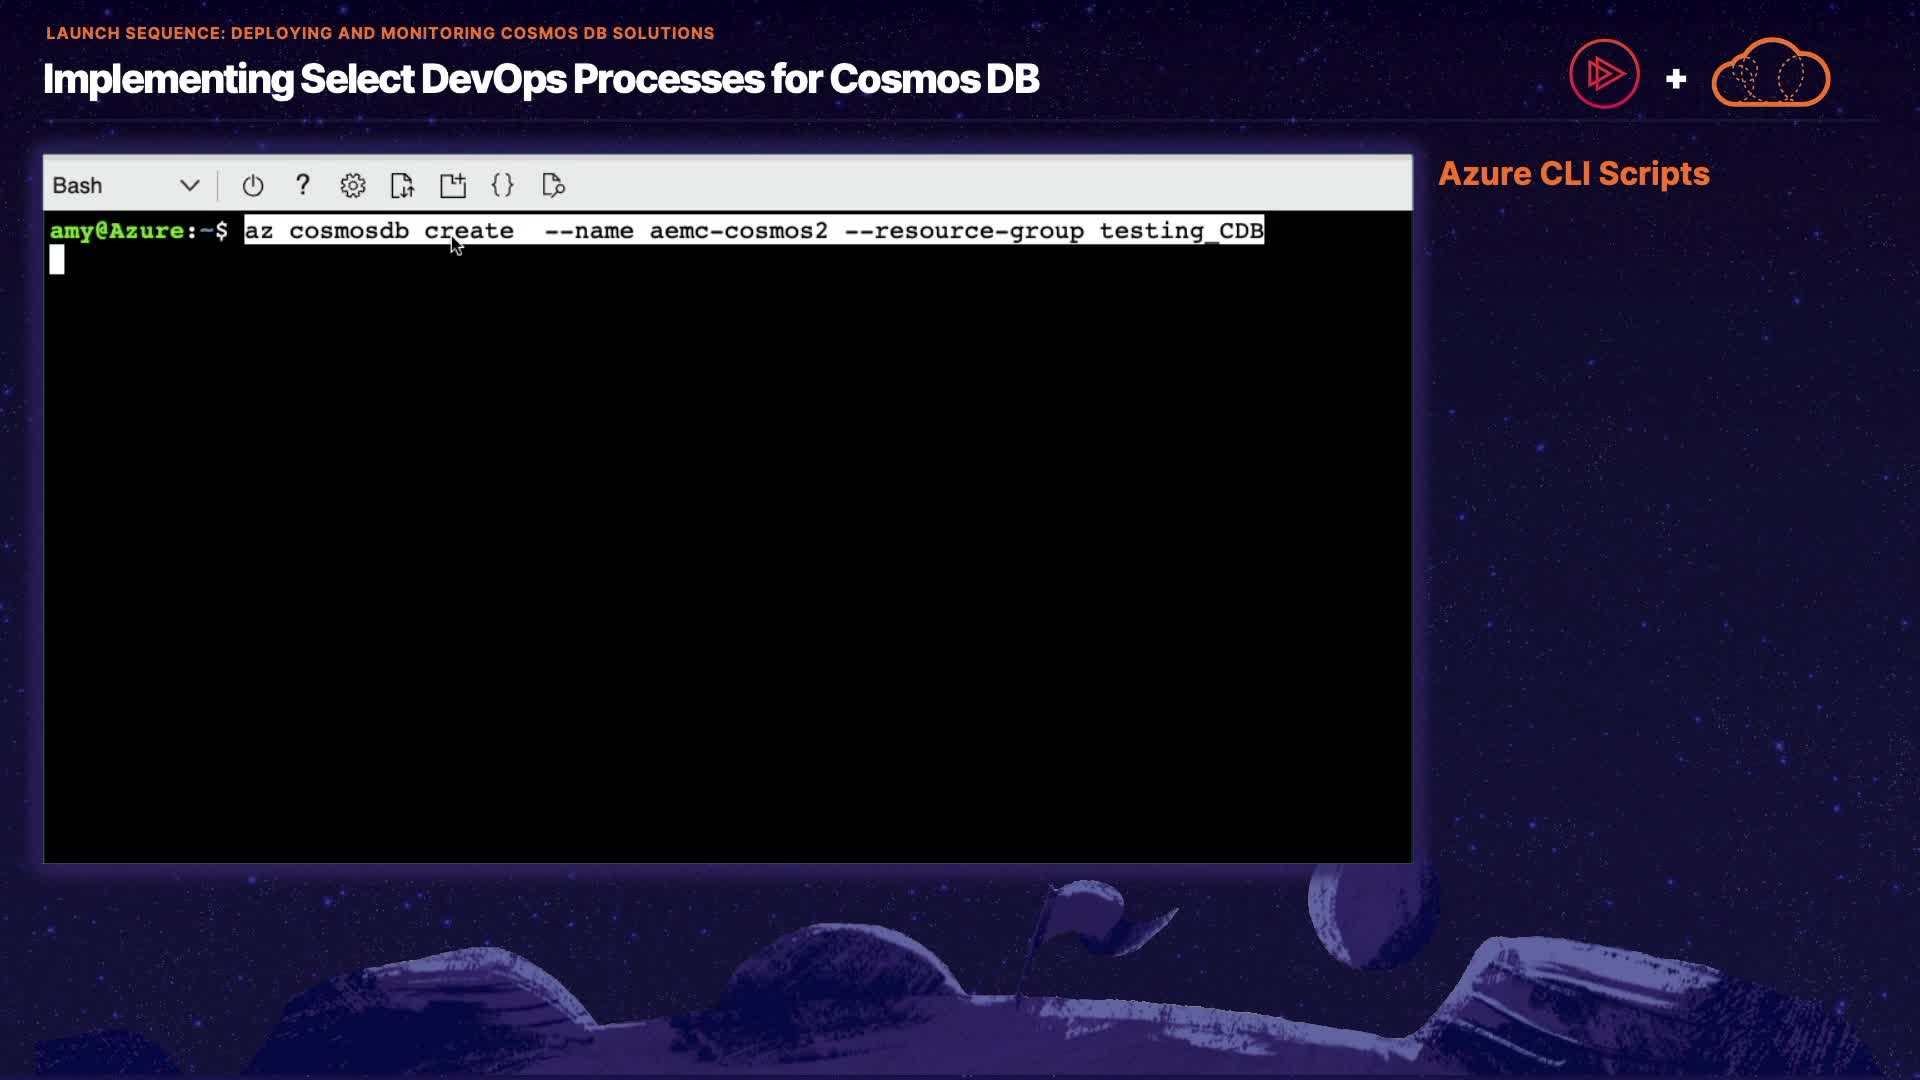 LAUNCH SEQUENCE: DEPLOYING AND MONITORING COSMOS DB SOLUTIONS
Implementing Select DevOps Processes for Cosmos DB
+
Bash
?
{}
amy@Azure:~$ az cosmosdb create  --name aemc-cosmos2 --resource-group testing_CDB
Azure CLI Scripts